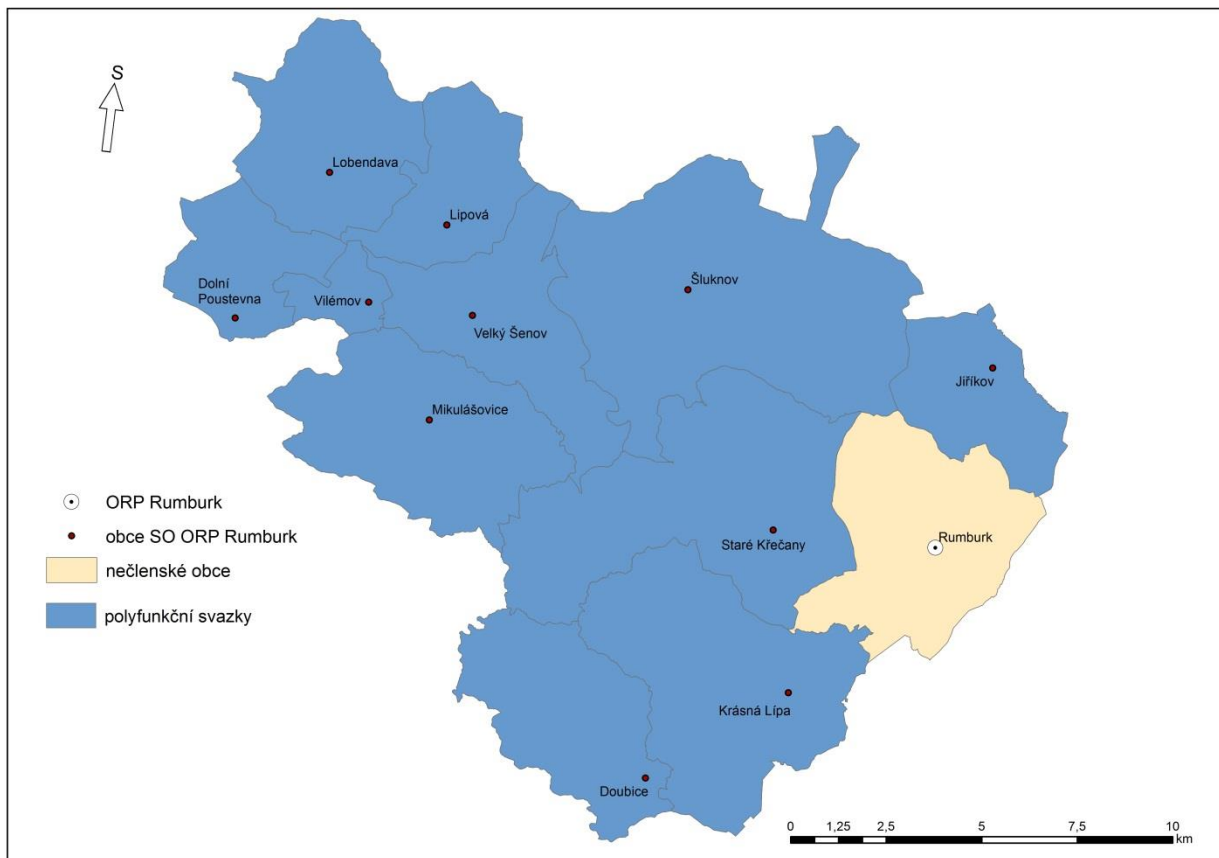 S
Lobendava
Lipová
Dolní
Poustevna
Vilémov
Velký Šenov
Šluknov
Jiříkov
Mikulášovice
Staré Křečany
Rumburk
Krásná Lípa
Doubice
ORP Rumburk
obce SO ORP Rumburk
nečlenské obce
polyfunkční svazky
0 1,25 2,5 5 7,5 10
km